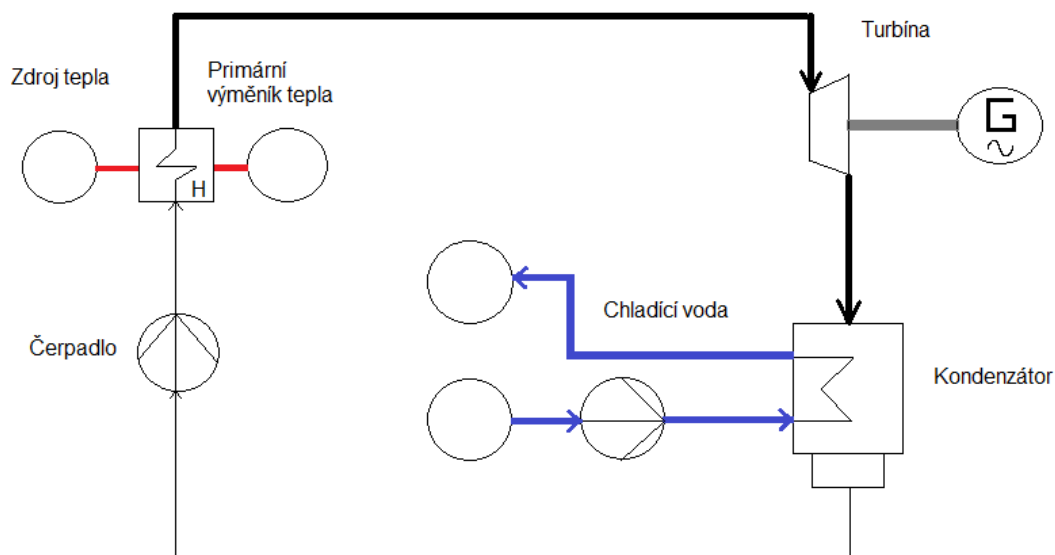 Turbína
Zdroj tepla
Primární
výměník tepla
G
H
Chladící voda
Čerpadlo
Kondenzátor